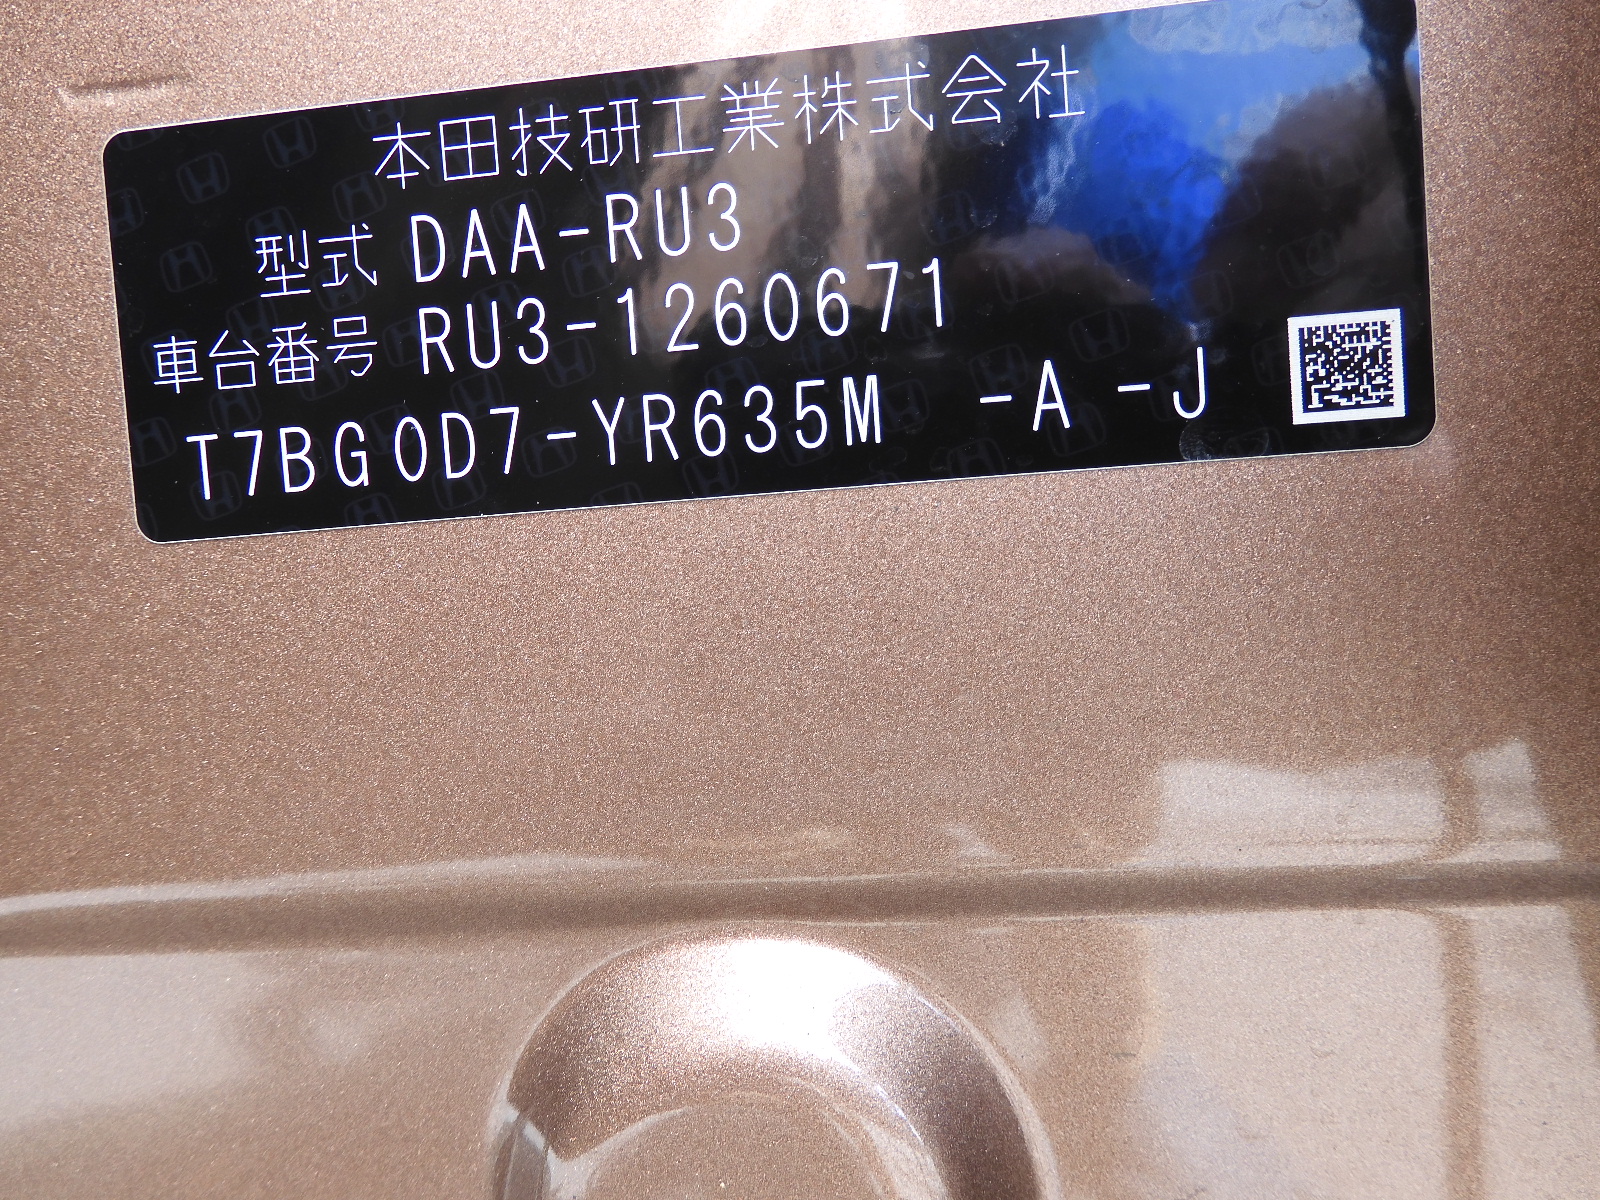 本田技研工業株式会社
型式 DAA-RU3
車台番号 RU3-1260671
T7BG0D7-YR635M -A -J